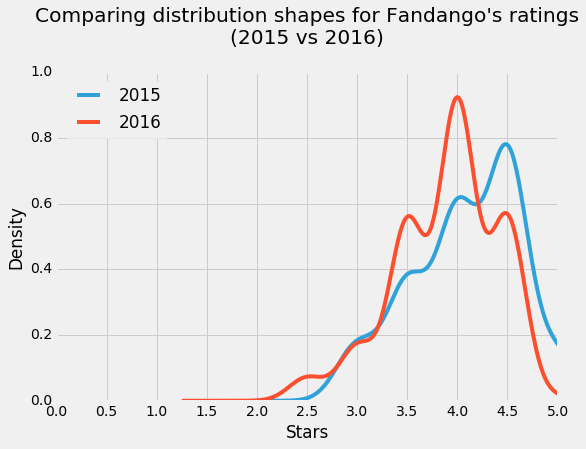 Comparing distribution shapes for Fandango's ratings
(2015 vs 2016)
1.0
2015
2016
0.8
0.6
Density
0.4
0.2
0.0
0.0 0.5 1.0 1.5 2.0 2.5 3.0 3.5 4.0 4.5 5.0
Stars